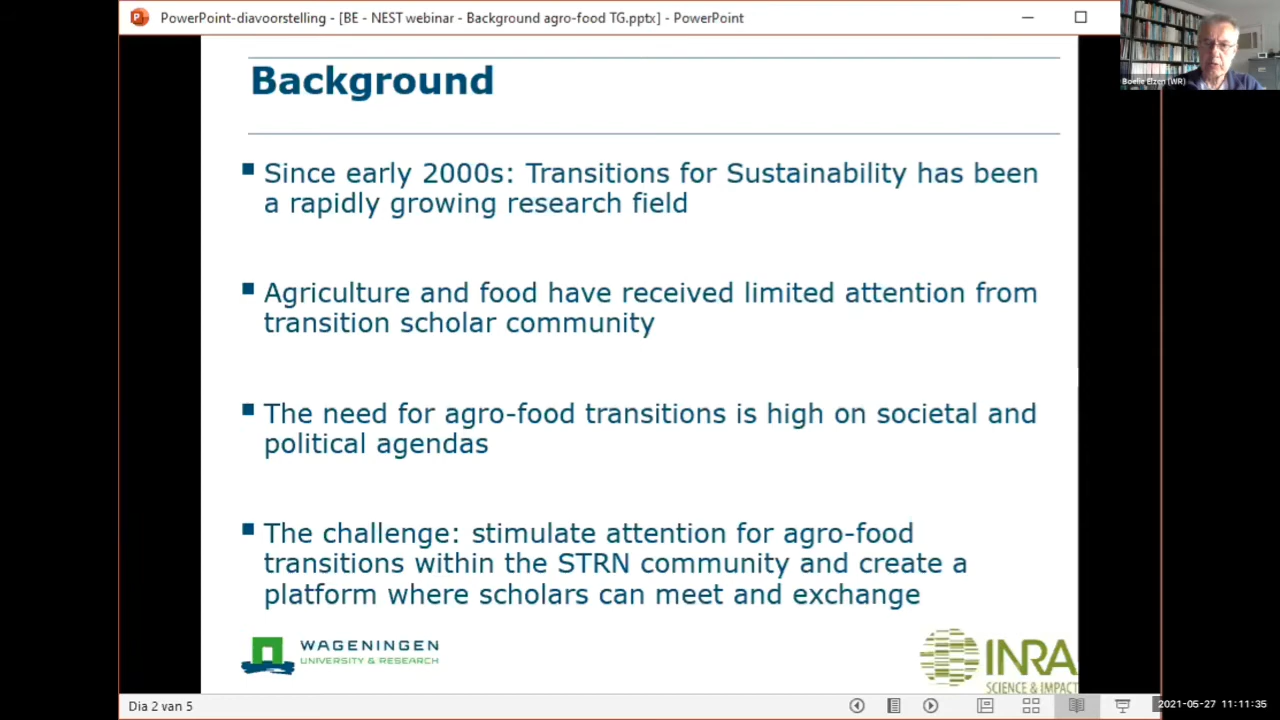 PowerPoint-diavoorstelling - [BE - NEST webinar - Background agro-food TG.pptx] - PowerPoint
Boelie Elzen (WR)
Background
Since early 2000s: Transitions for Sustainability has been
a rapidly growing research field
Agriculture and food have received limited attention from
transition scholar community
The need for agro-food transitions is high on societal and
political agendas
The challenge: stimulate attention for agro-food
transitions within the STRN community and create a
platform where scholars can meet and exchange
WAGENINGEN
UNIVERSITY & RESEARCH
INRA
SCIENCE & IMPACT
Dia 2 van 5
2021-05-27 11:11:35